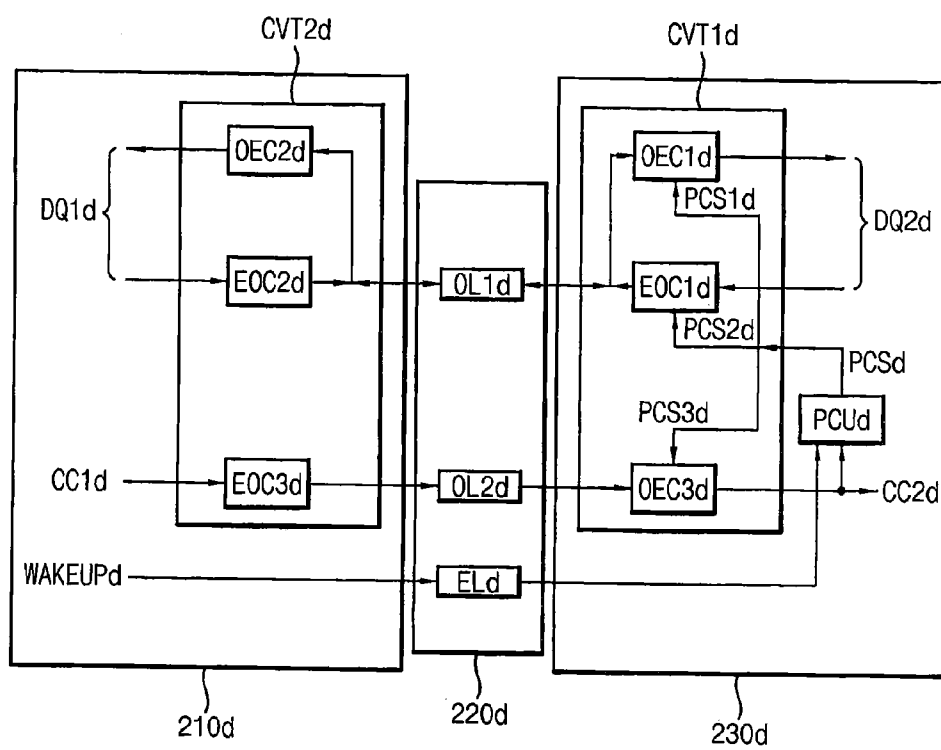 CVT2d
CVT1d
OEC2d
OEC1d
PCS1d
DQ1d
DQ2d
EOC2d
OL1d
EOC1d
PCS2d
PCSd
PCS3d
PCUd
CC1d
EOC3d
OL2d
OEC3d
CC2d
WAKEUPd
ELd
210d
220d
230d